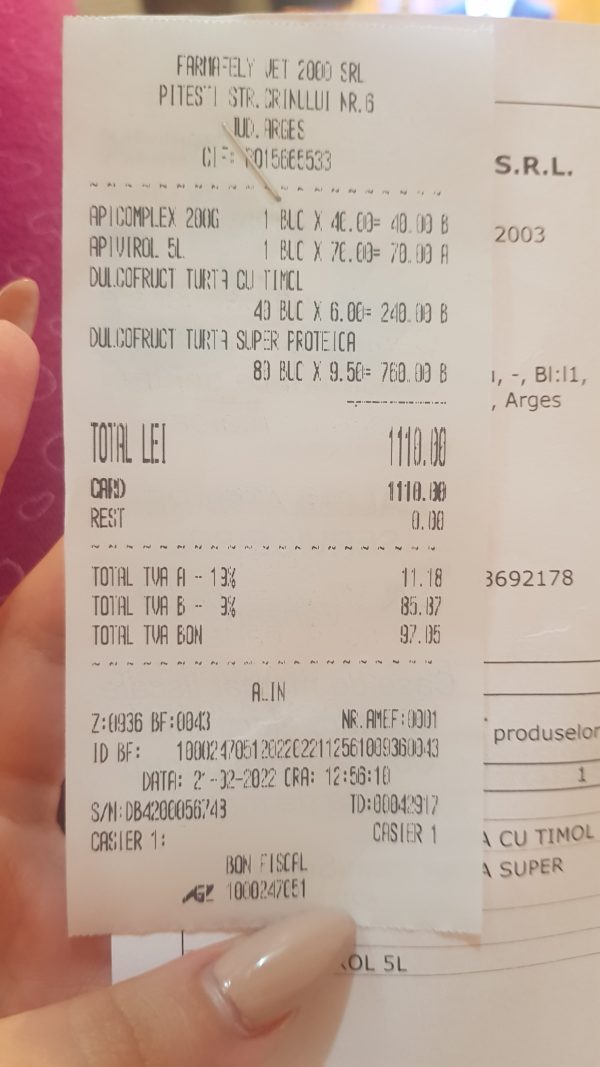 FARMAFELY JET 2000 SRL
PITESTI STR.CRINULUI NR.6
JUD.ARGES
CIF: RO15665533
APICOMPLEX 200G 1 BUC X 40.00= 40.00 B
APIVIROL 5L 1 BUC X 70.00= 70.00 A
DULCOFRUCT TURTA CU TIMOL
40 BUC X 6.00= 240.00 B
DULCOFRUCT TURTA SUPER PROTEICA
80 BUC X 9.50= 760.00 B
TOTAL LEI 1110.00
CARD 1110.00
REST 0.00
TOTAL TVA A - 19% 11.18
TOTAL TVA B - 9% 85.87
TOTAL TVA BON 97.05
ALIN
Z:0936 BF:0043 NR.AMEF:0001
ID BF:
DATA: 21-02-2022 ORA: 12:56:10
S/N:DB4200056743 TD:00042917
CASIER 1: CASIER 1
BON FISCAL
1000247051
S.R.L.
2003
, -, Bl:I1,
, Arges
3692178
produselor
1
A CU TIMOL
A SUPER
OL 5L